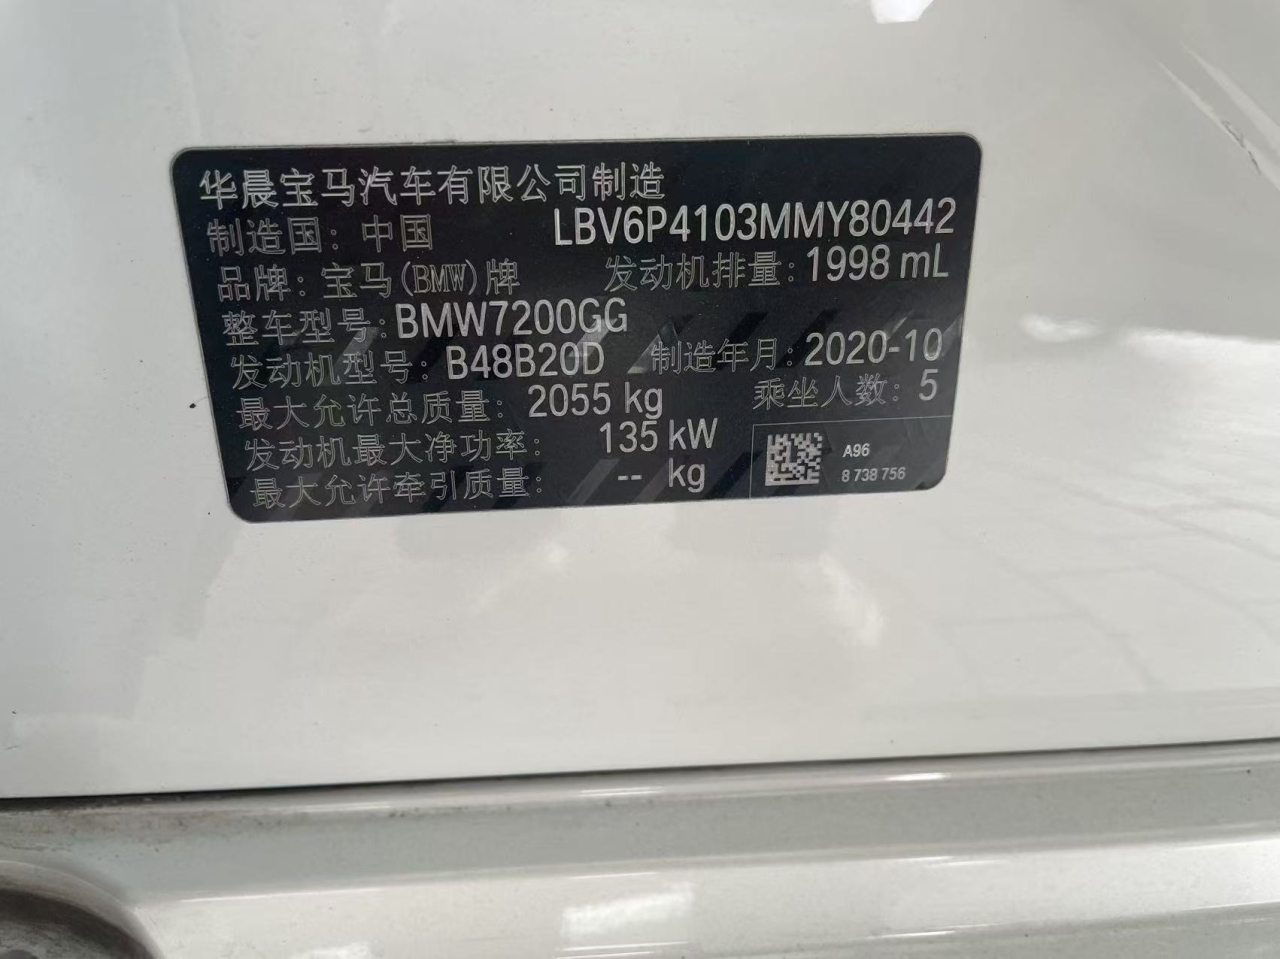 华晨宝马汽车有限公司制造
制造国：中国 LBV6P4103MMY80442
品牌：宝马(BMW)牌 发动机排量：1998 mL
整车型号：BMW7200GG
发动机型号：B48B20D 制造年月：2020-10
最大允许总质量：2055 kg 乘坐人数：5
发动机最大净功率： 135 kW
最大允许牵引质量： -- kg
A96
8 738 756